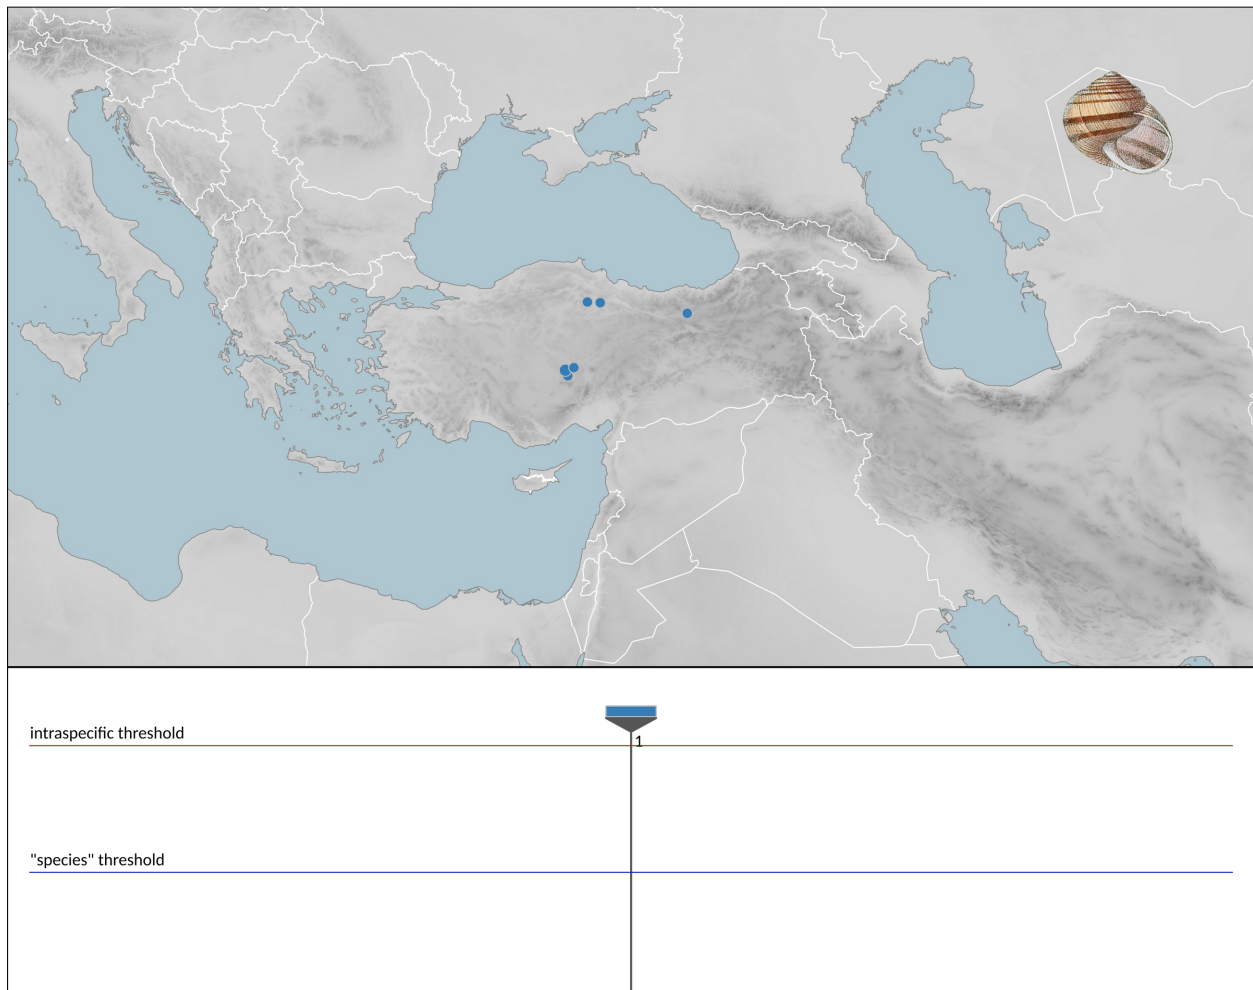 intraspecific threshold
1
"species" threshold